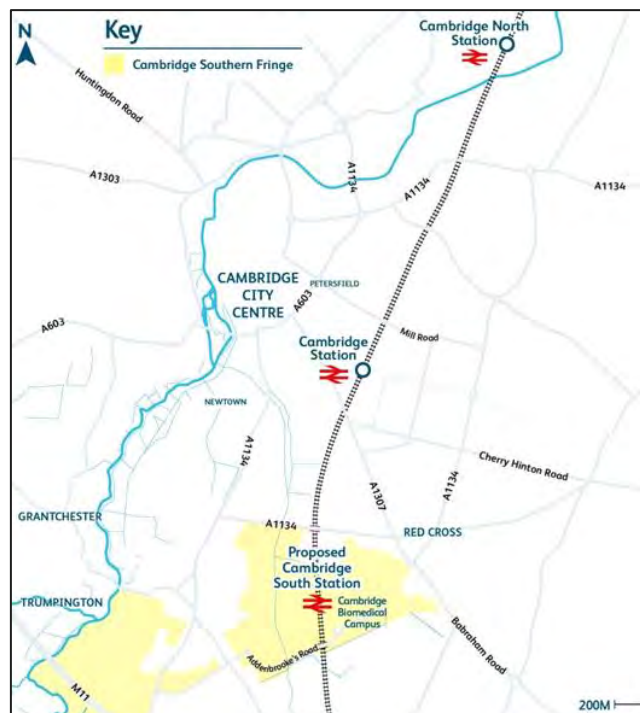 N
Key
Cambridge Southern Fringe
Cambridge North
Station
Huntingdon Road
A1303
A1134
A1134
A1134
CAMBRIDGE
CITY
CENTRE
PETERSFIELD
A603
A603
Mill Road
Cambridge
Station
NEWTOWN
A1134
A1307
A1134
Cherry Hinton Road
GRANTCHESTER
A1134
RED CROSS
Proposed
Cambridge
South Station
TRUMPINGTON
Cambridge
Biomedical
Campus
Addenbrooke's Road
Babraham Road
M11
200M